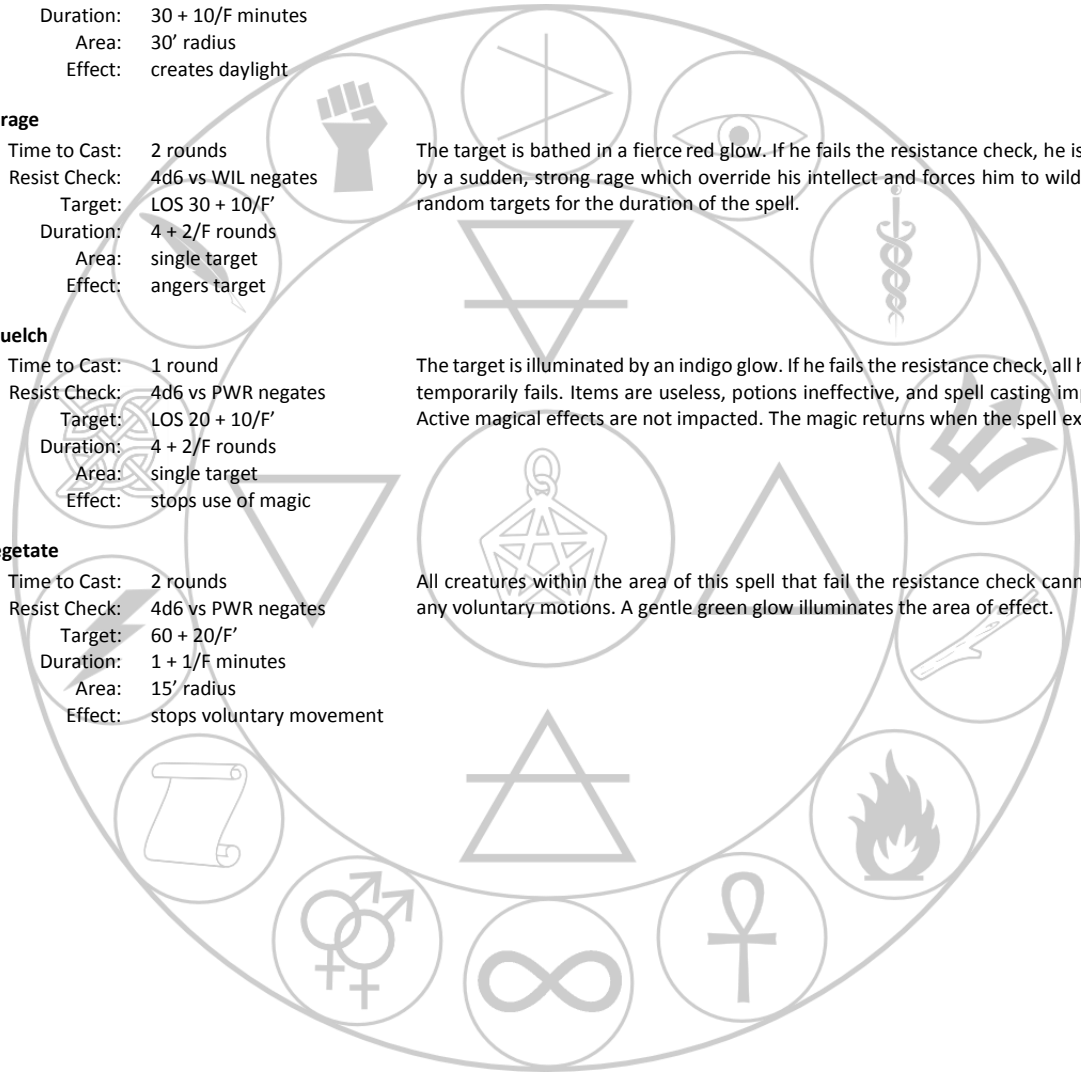 Duration: 30 + 10/F minutes
Area: 30’ radius
Effect: creates daylight
rage
Time to Cast: 2 rounds
Resist Check: 4d6 vs WIL negates
Target: LOS 30 + 10/F’
Duration: 4 + 2/F rounds
Area: single target
Effect: angers target
The target is bathed in a fierce red glow. If he fails the resistance check, he is
by a sudden, strong rage which override his intellect and forces him to wild
random targets for the duration of the spell.
uelch
Time to Cast: 1 round
Resist Check: 4d6 vs PWR negates
Target: LOS 20 + 10/F’
Duration: 4 + 2/F rounds
Area: single target
Effect: stops use of magic
The target is illuminated by an indigo glow. If he fails the resistance check, all h
temporarily fails. Items are useless, potions ineffective, and spell casting imp
Active magical effects are not impacted. The magic returns when the spell ex
egetate
Time to Cast: 2 rounds
Resist Check: 4d6 vs PWR negates
Target: 60 + 20/F’
Duration: 1 + 1/F minutes
Area: 15’ radius
Effect: stops voluntary movement
All creatures within the area of this spell that fail the resistance check cann
any voluntary motions. A gentle green glow illuminates the area of effect.